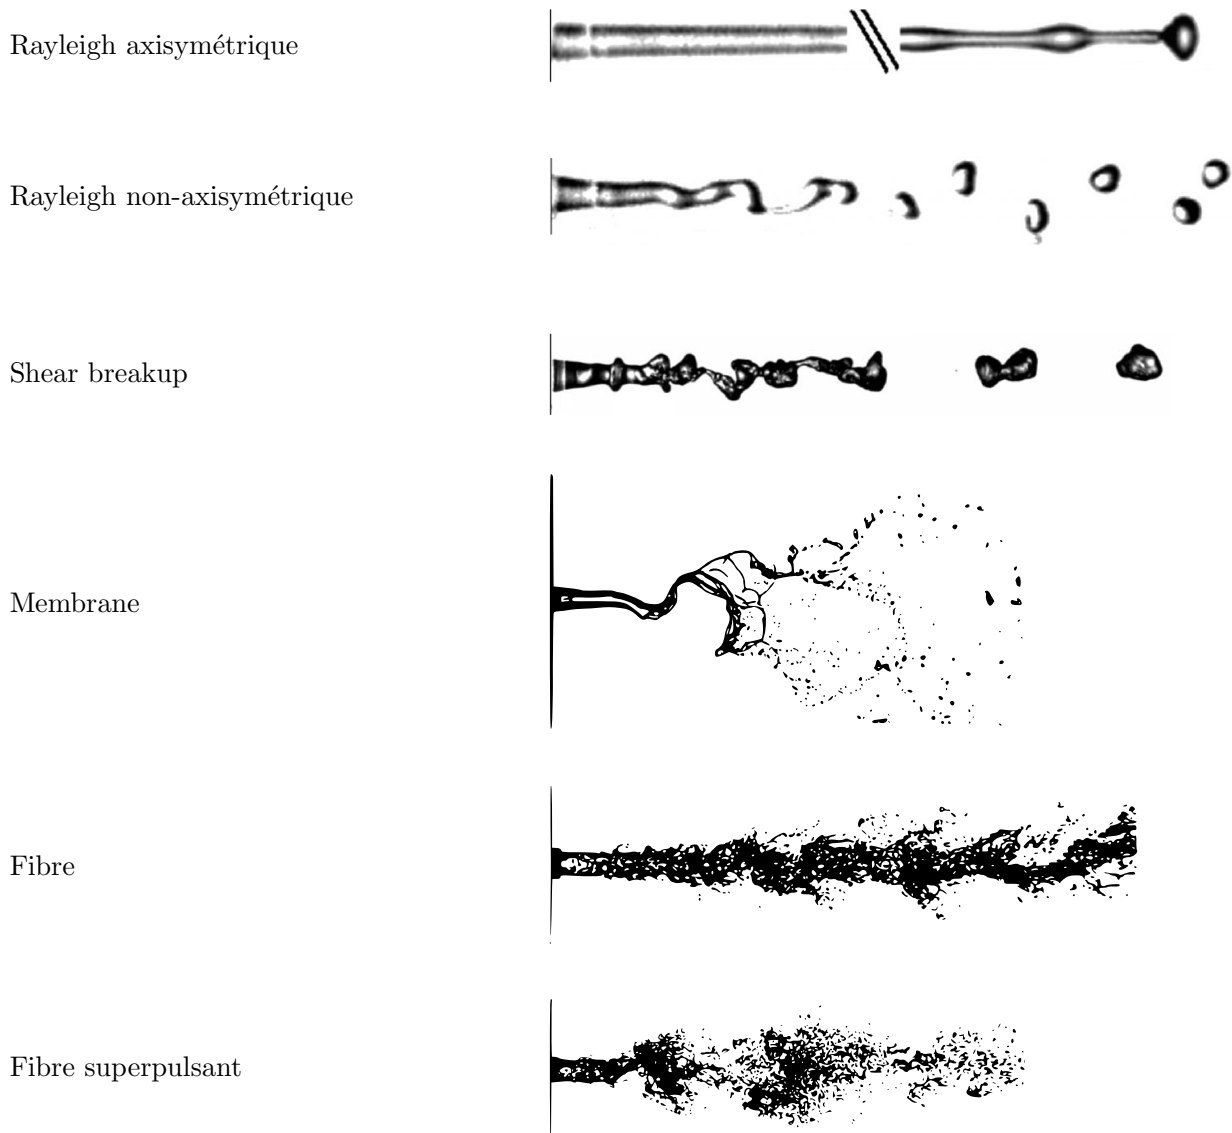 Rayleigh axisymétrique
Rayleigh non-axisymétrique
Shear breakup
Membrane
Fibre
Fibre superpulsant